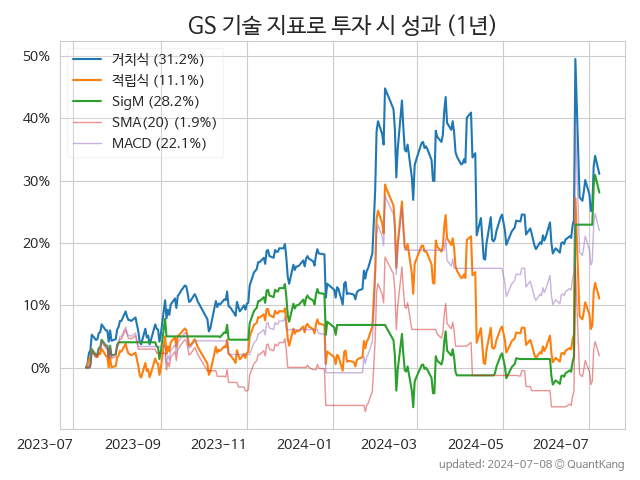 GS 기술 지표로 투자 시 성과 (1년)
거치식 (31.2%)
적립식 (11.1%)
SigM (28.2%)
SMA(20) (1.9%)
MACD (22.1%)
50%
40%
30%
20%
10%
0%
2023-07 2023-09 2023-11 2024-01 2024-03 2024-05 2024-07
updated: 2024-07-08 © QuantKang